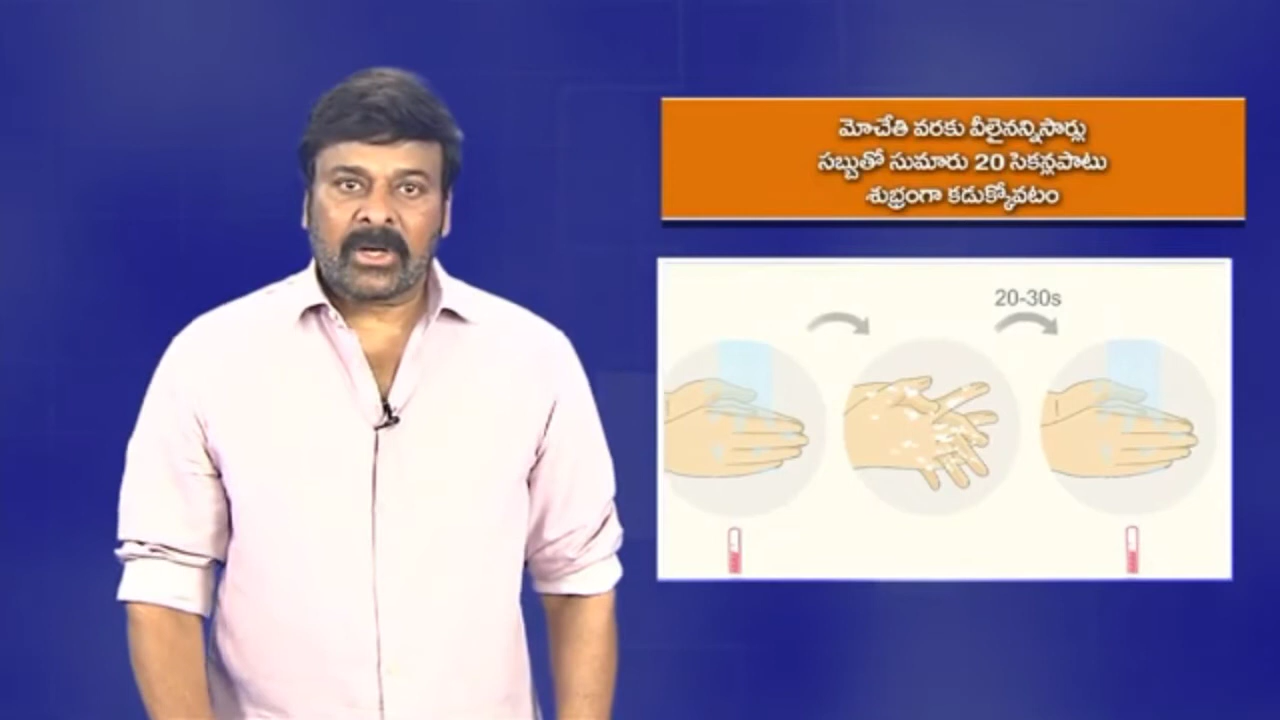 మోచేతి వరకు వీలైనన్నిసార్లు
సబ్బుతో సుమారు 20 సెకన్లపాటు
శుభ్రంగా కడుక్కోవటం
20-30s